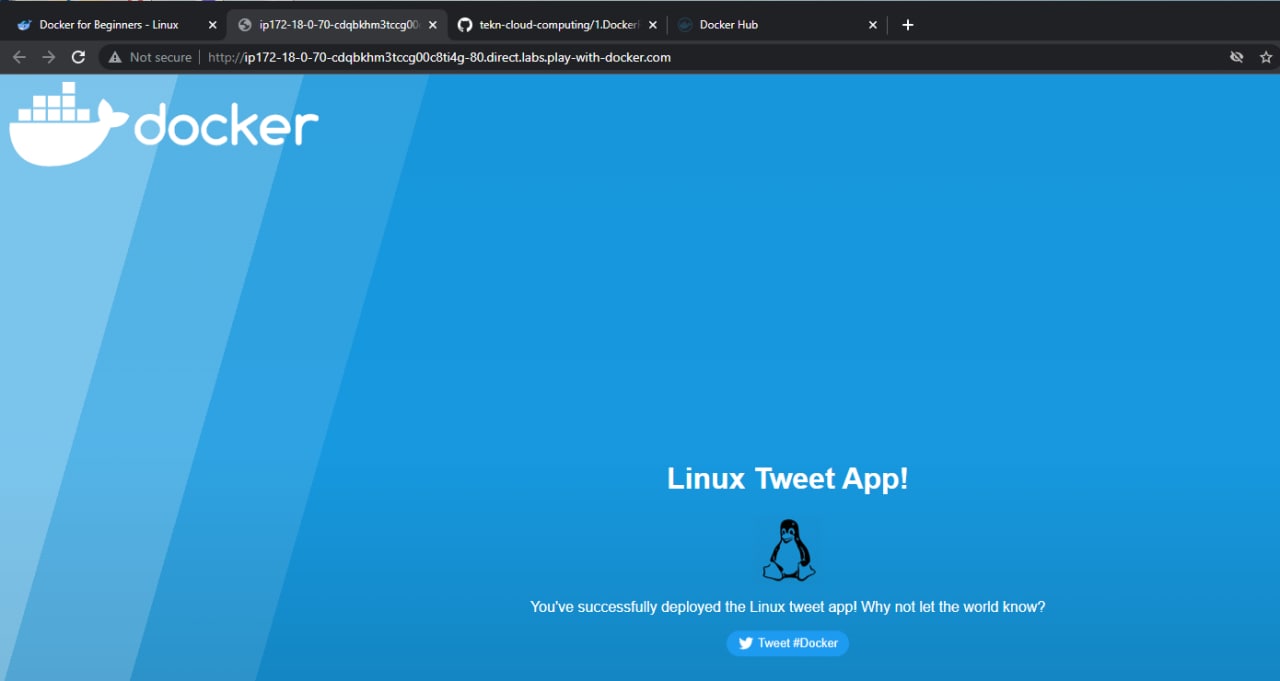 Docker for Beginners - Linux
ip172-18-0-70-cdqbkhm3tccg00
tekn-cloud-computing/1.Docker
Docker Hub
Not secure
http://ip172-18-0-70-cdqbkhm3tccg00c8ti4g-80.direct.labs.play-with-docker.com
docker
Linux Tweet App!
You've successfully deployed the Linux tweet app! Why not let the world know?
Tweet #Docker